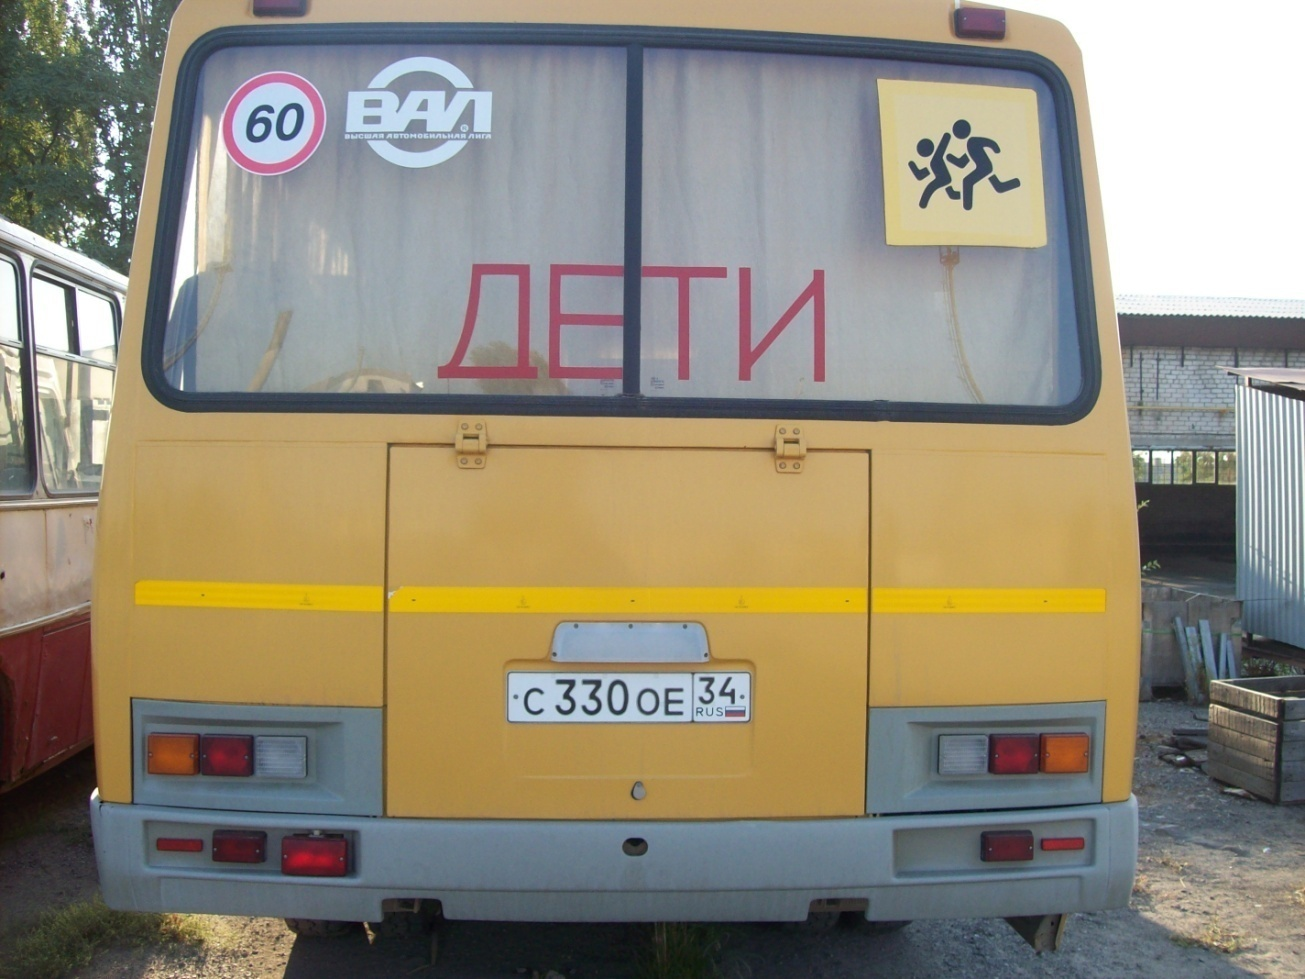 60
ВАЛ
ВЫСШАЯ АВТОМОБИЛЬНАЯ ЛИГА
ДЕТИ
С 330 ОЕ 34
RUS